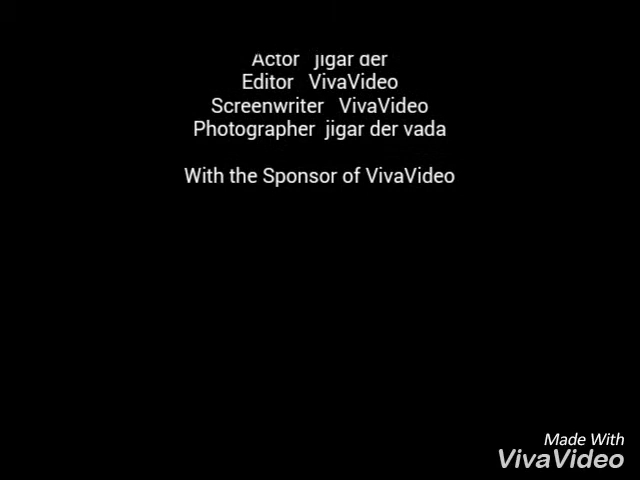 Actor jigar der
Editor VivaVideo
Screenwriter VivaVideo
Photographer jigar der vada
With the Sponsor of VivaVideo
Made With
VivaVideo